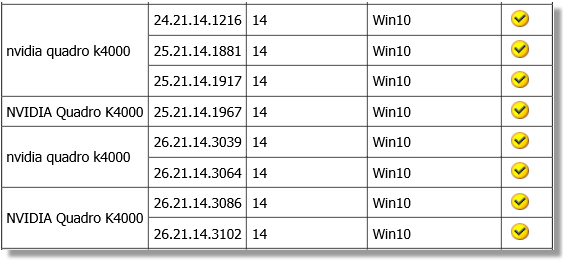 nvidia quadro k4000 24.21.14.1216 14 Win10
25.21.14.1881 14 Win10
25.21.14.1917 14 Win10
NVIDIA Quadro K4000 25.21.14.1967 14 Win10
nvidia quadro k4000 26.21.14.3039 14 Win10
26.21.14.3064 14 Win10
NVIDIA Quadro K4000 26.21.14.3086 14 Win10
26.21.14.3102 14 Win10